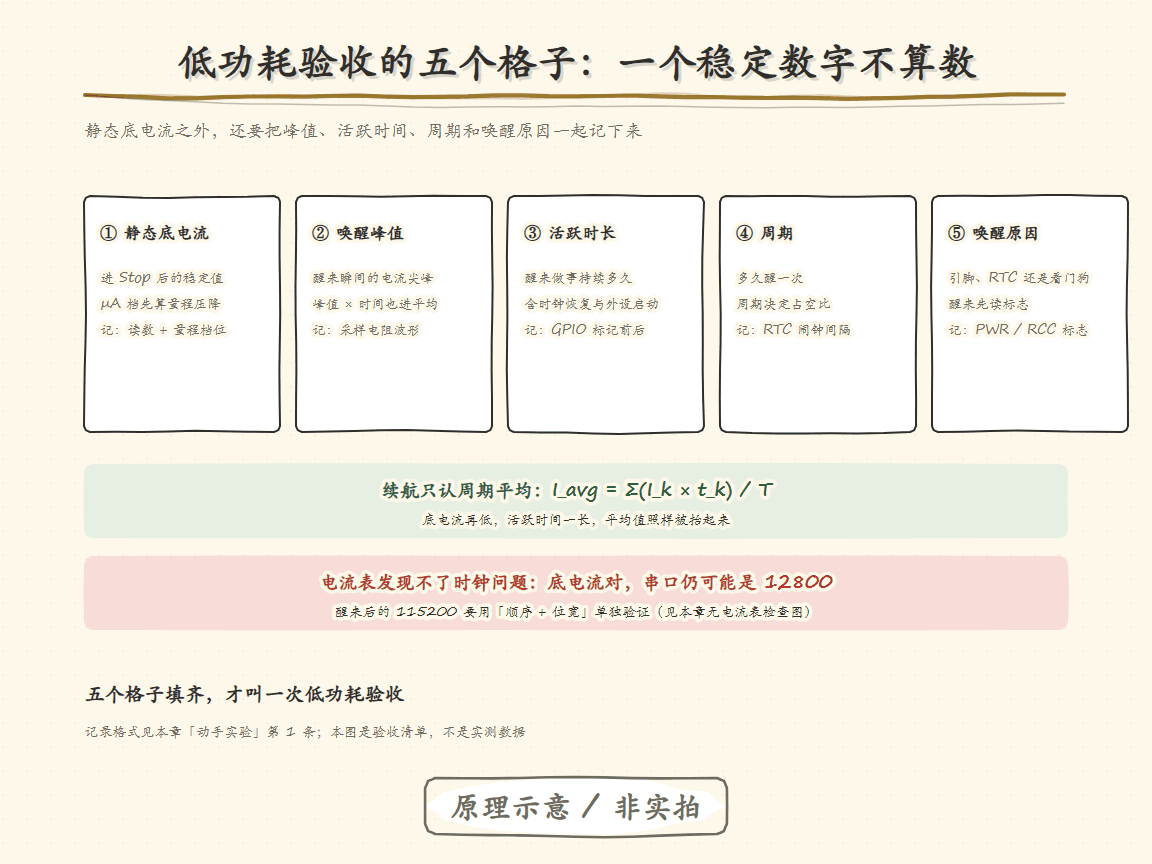 低功耗验收的五个格子：一个稳定数字不算数
静态底电流之外，还要把峰值、活跃时间、周期和唤醒原因一起记下来
① 静态底电流
进 Stop 后的稳定值
μA 档先算量程压降
记：读数 + 量程档位
② 唤醒峰值
醒来瞬间的电流尖峰
峰值 × 时间也进平均
记：采样电阻波形
③ 活跃时长
醒来做事持续多久
含时钟恢复与外设启动
记：GPIO 标记前后
④ 周期
多久醒一次
周期决定占空比
记：RTC 闹钟间隔
⑤ 唤醒原因
引脚、RTC 还是看门狗
醒来先读标志
记：PWR / RCC 标志
续航只认周期平均：I_avg = Σ(I_k × t_k) / T
底电流再低，活跃时间一长，平均值照样被抬起来
电流表发现不了时钟问题：底电流对，串口仍可能是 12800
醒来后的 115200 要用「顺序 + 位宽」单独验证（见本章无电流表检查图）
五个格子填齐，才叫一次低功耗验收
记录格式见本章「动手实验」第 1 条；本图是验收清单，不是实测数据
原理示意 / 非实拍